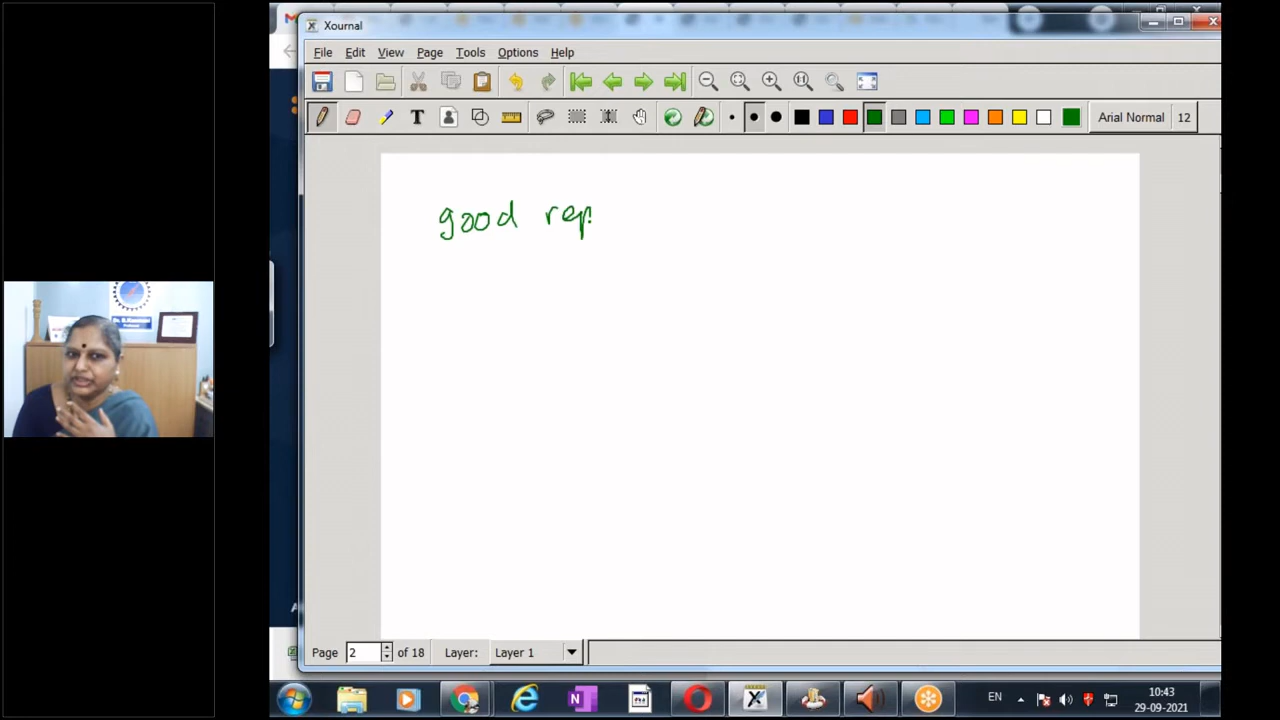 Xournal
File Edit View Page Tools Options Help
Arial Normal 12
good rep
Page 2 of 18 Layer: Layer 1
EN 10:43
29-09-2021